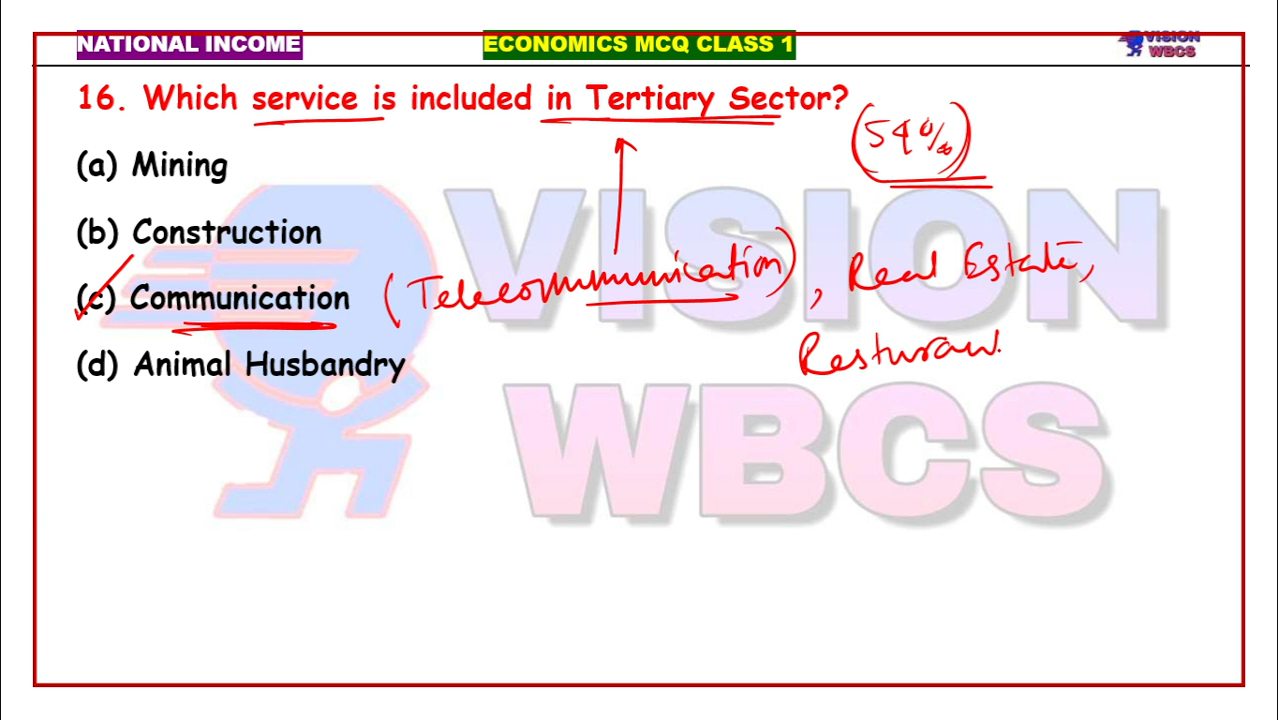 NATIONAL INCOME
ECONOMICS MCQ CLASS 1
VISION
WBCS
16. Which service is included in Tertiary Sector?
(54%)
(a) Mining
(b) Construction
(c) Communication (Telecommunication), Real Estate,
Resturan.
(d) Animal Husbandry
VISION
WBCS